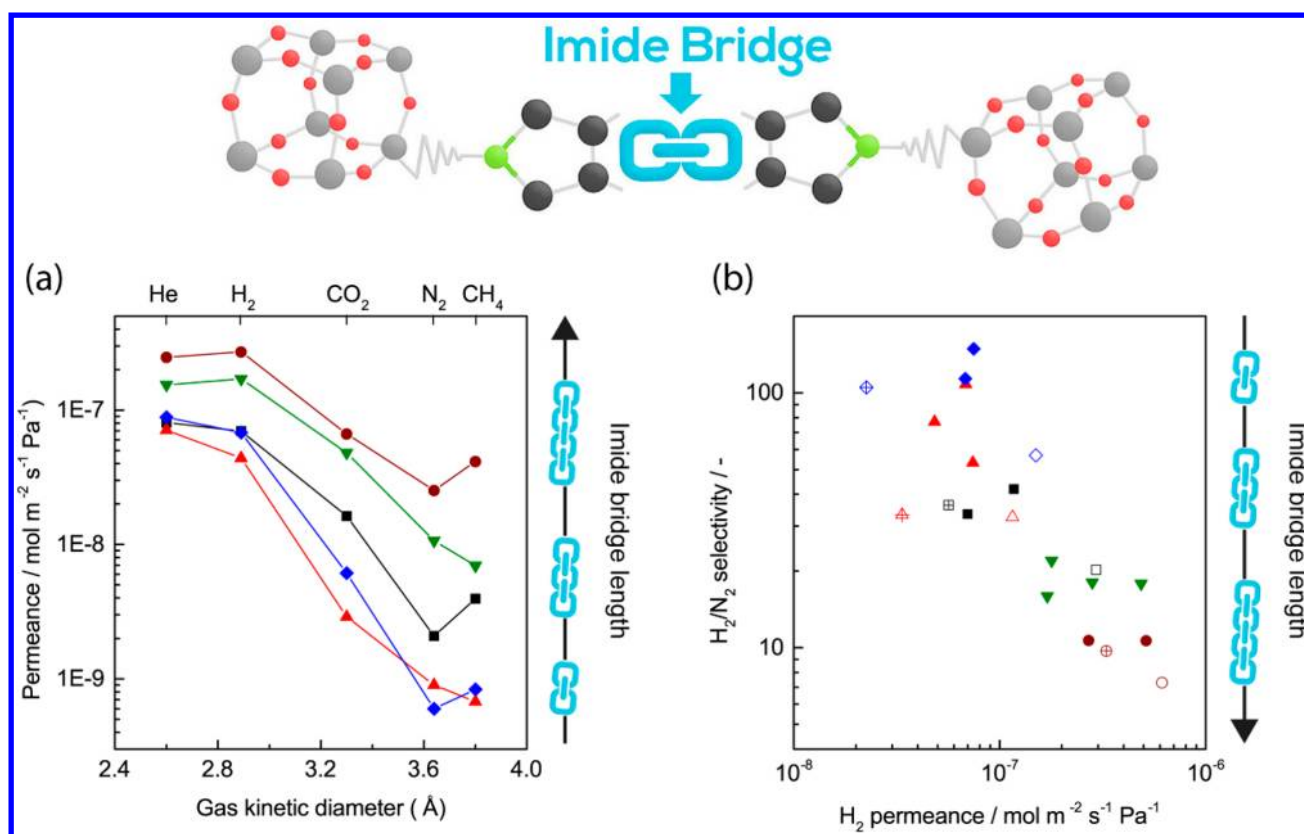 Imide Bridge
(a)
He H₂ CO₂ N₂ CH₄
Permeance / mol m⁻² s⁻¹ Pa⁻¹
1E-7
1E-8
1E-9
2.4 2.8 3.2 3.6 4.0
Gas kinetic diameter ( Å)
Imide bridge length
(b)
H₂/N₂ selectivity / -
100
10
10⁻⁸ 10⁻⁷ 10⁻⁶
H₂ permeance / mol m⁻² s⁻¹ Pa⁻¹
Imide bridge length